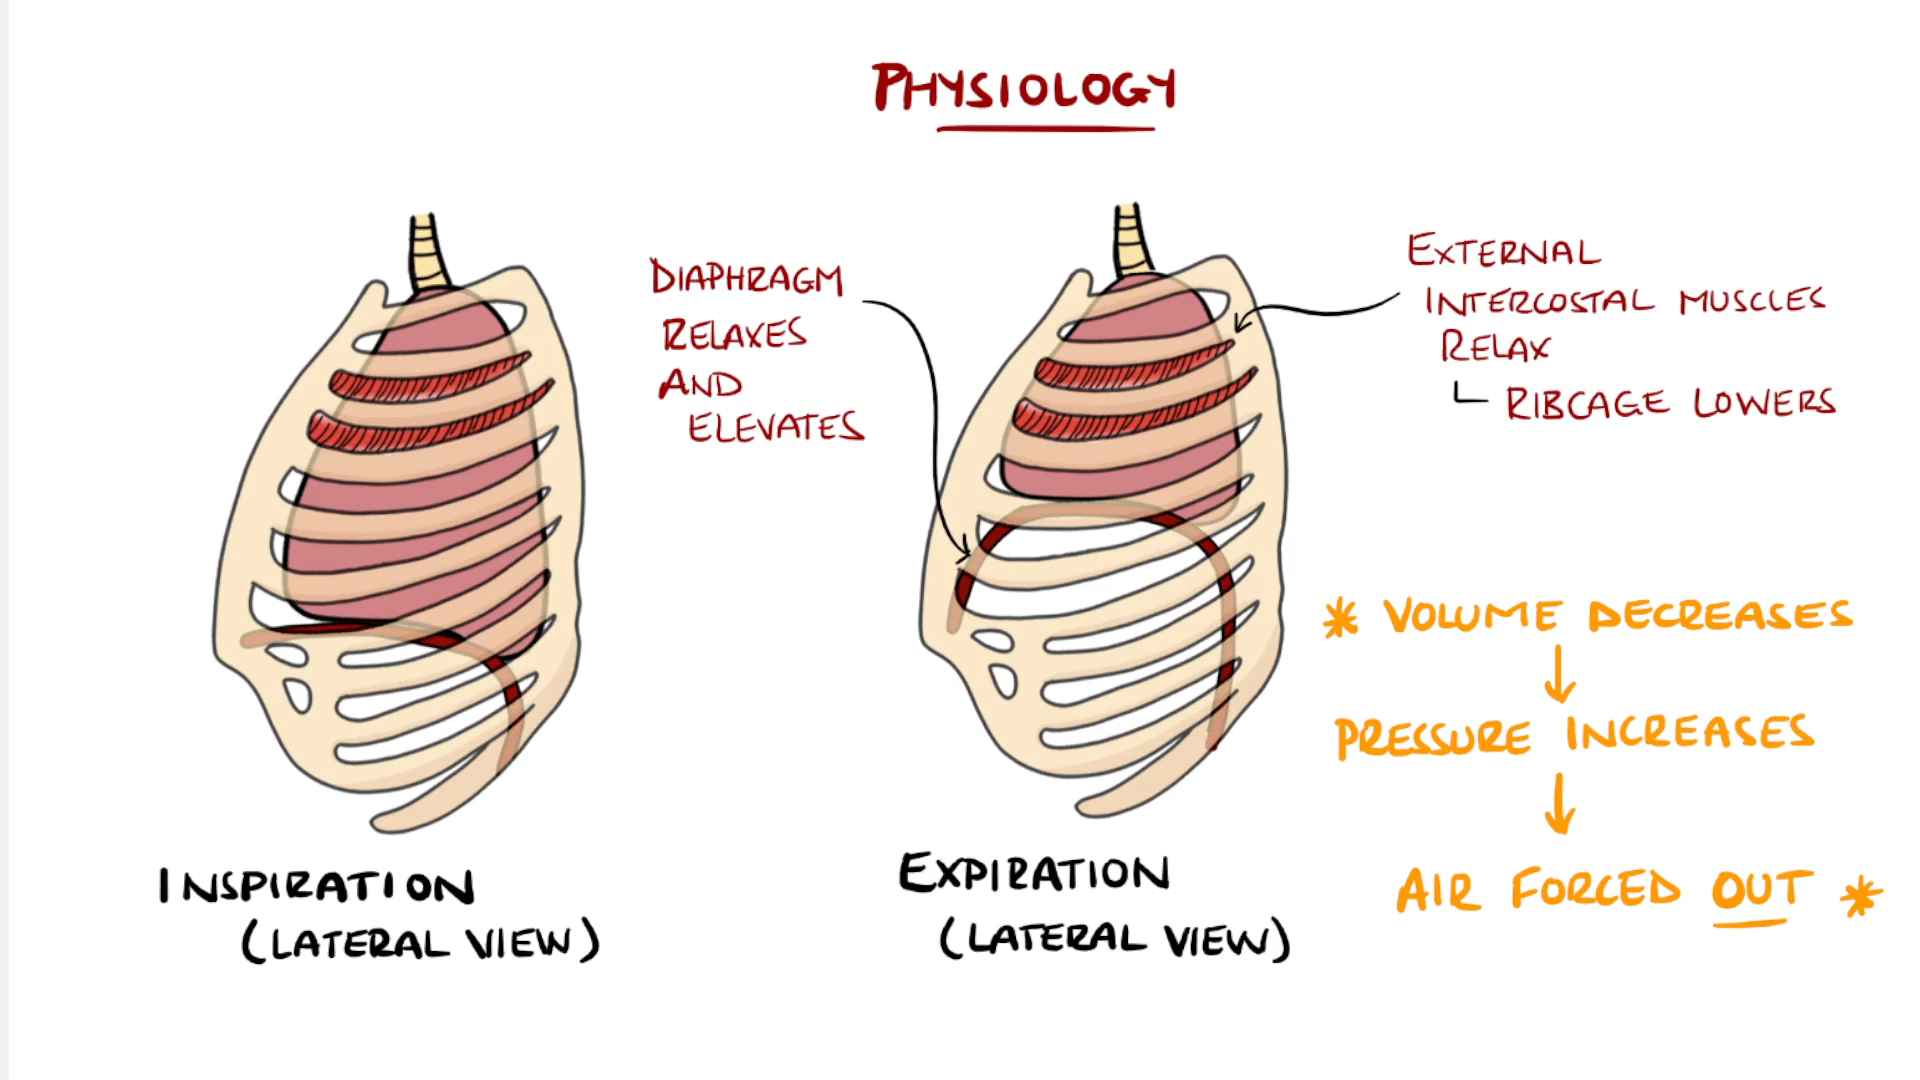 PHYSIOLOGY
DIAPHRAGM
RELAXES
AND
ELEVATES
EXTERNAL
INTERCOSTAL MUSCLES
RELAX
RIBCAGE LOWERS
* VOLUME DECREASES
↓
PRESSURE INCREASES
↓
AIR FORCED OUT *
INSPIRATION
(LATERAL VIEW)
EXPIRATION
(LATERAL VIEW)